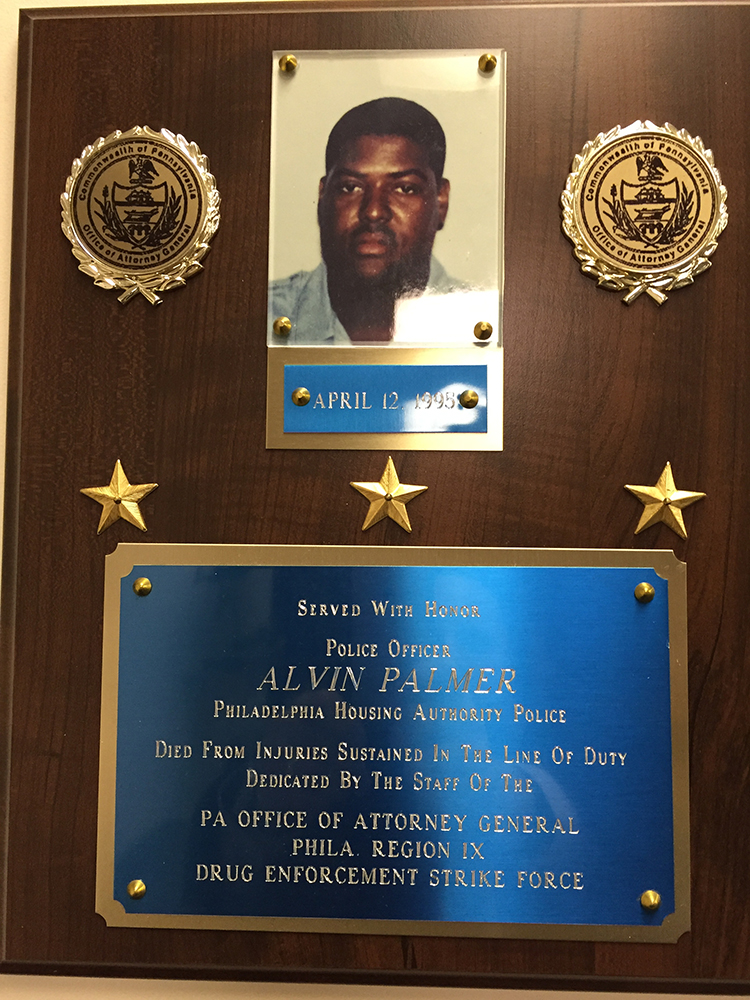 Commonwealth of Pennsylvania
Office of Attorney General
Commonwealth of Pennsylvania
Office of Attorney General
APRIL 12, 1995
SERVED WITH HONOR
POLICE OFFICER
ALVIN PALMER
PHILADELPHIA HOUSING AUTHORITY POLICE
DIED FROM INJURIES SUSTAINED IN THE LINE OF DUTY
DEDICATED BY THE STAFF OF THE
PA OFFICE OF ATTORNEY GENERAL
PHILA. REGION IX
DRUG ENFORCEMENT STRIKE FORCE